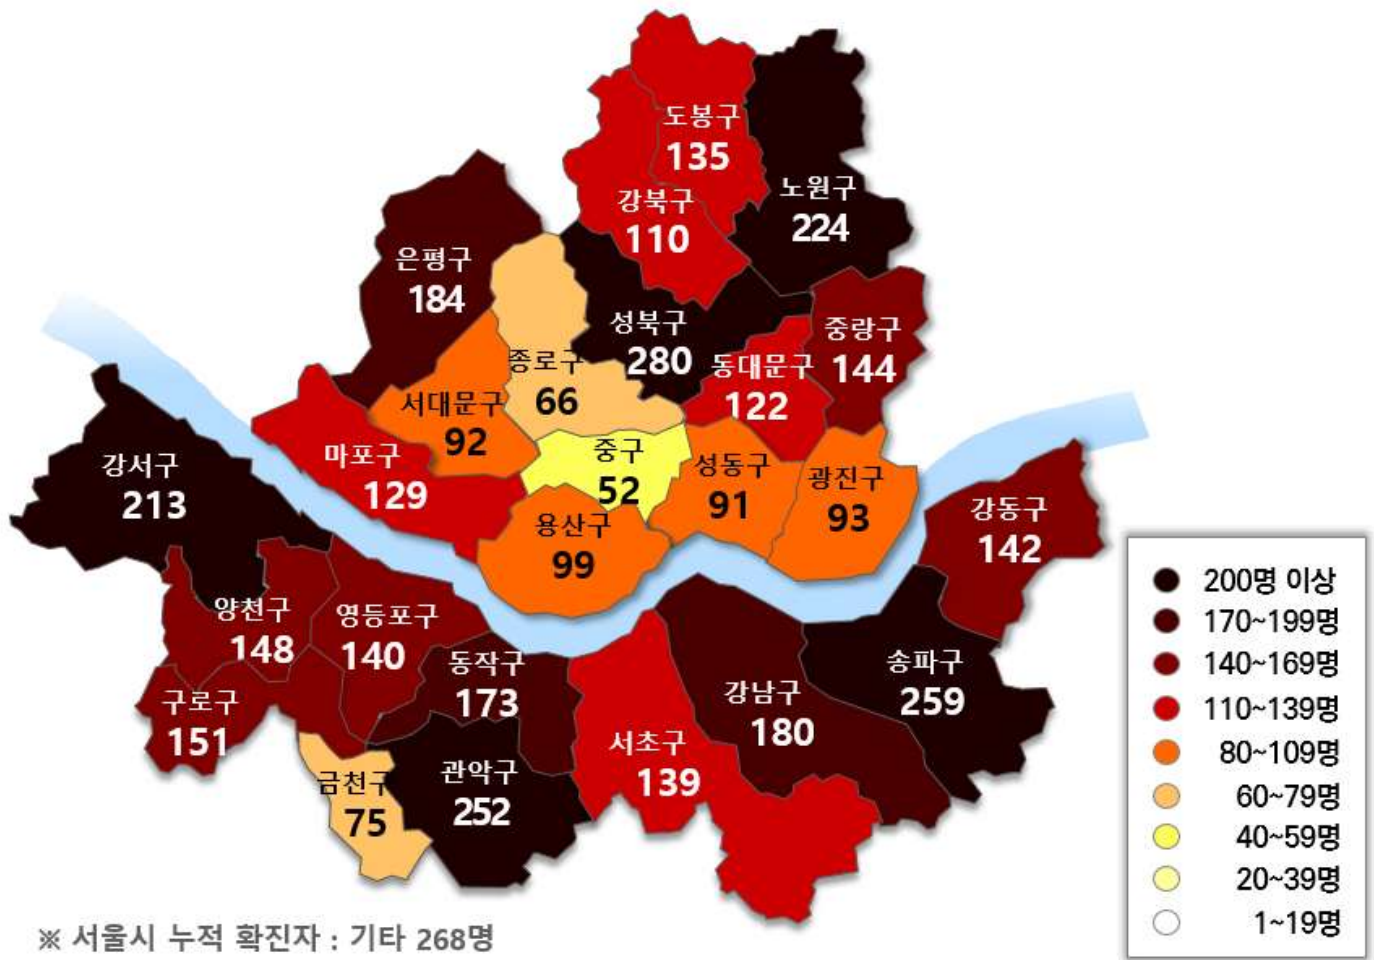 도봉구
135
노원구
224
강북구
110
은평구
184
성북구
280
중랑구
144
동대문구
122
종로구
66
서대문구
92
마포구
129
중구
52
성동구
91
광진구
93
강서구
213
용산구
99
강동구
142
양천구
148
영등포구
140
동작구
173
구로구
151
금천구
75
관악구
252
서초구
139
강남구
180
송파구
259
200명 이상
170~199명
140~169명
110~139명
80~109명
60~79명
40~59명
20~39명
1~19명
※ 서울시 누적 확진자 : 기타 268명